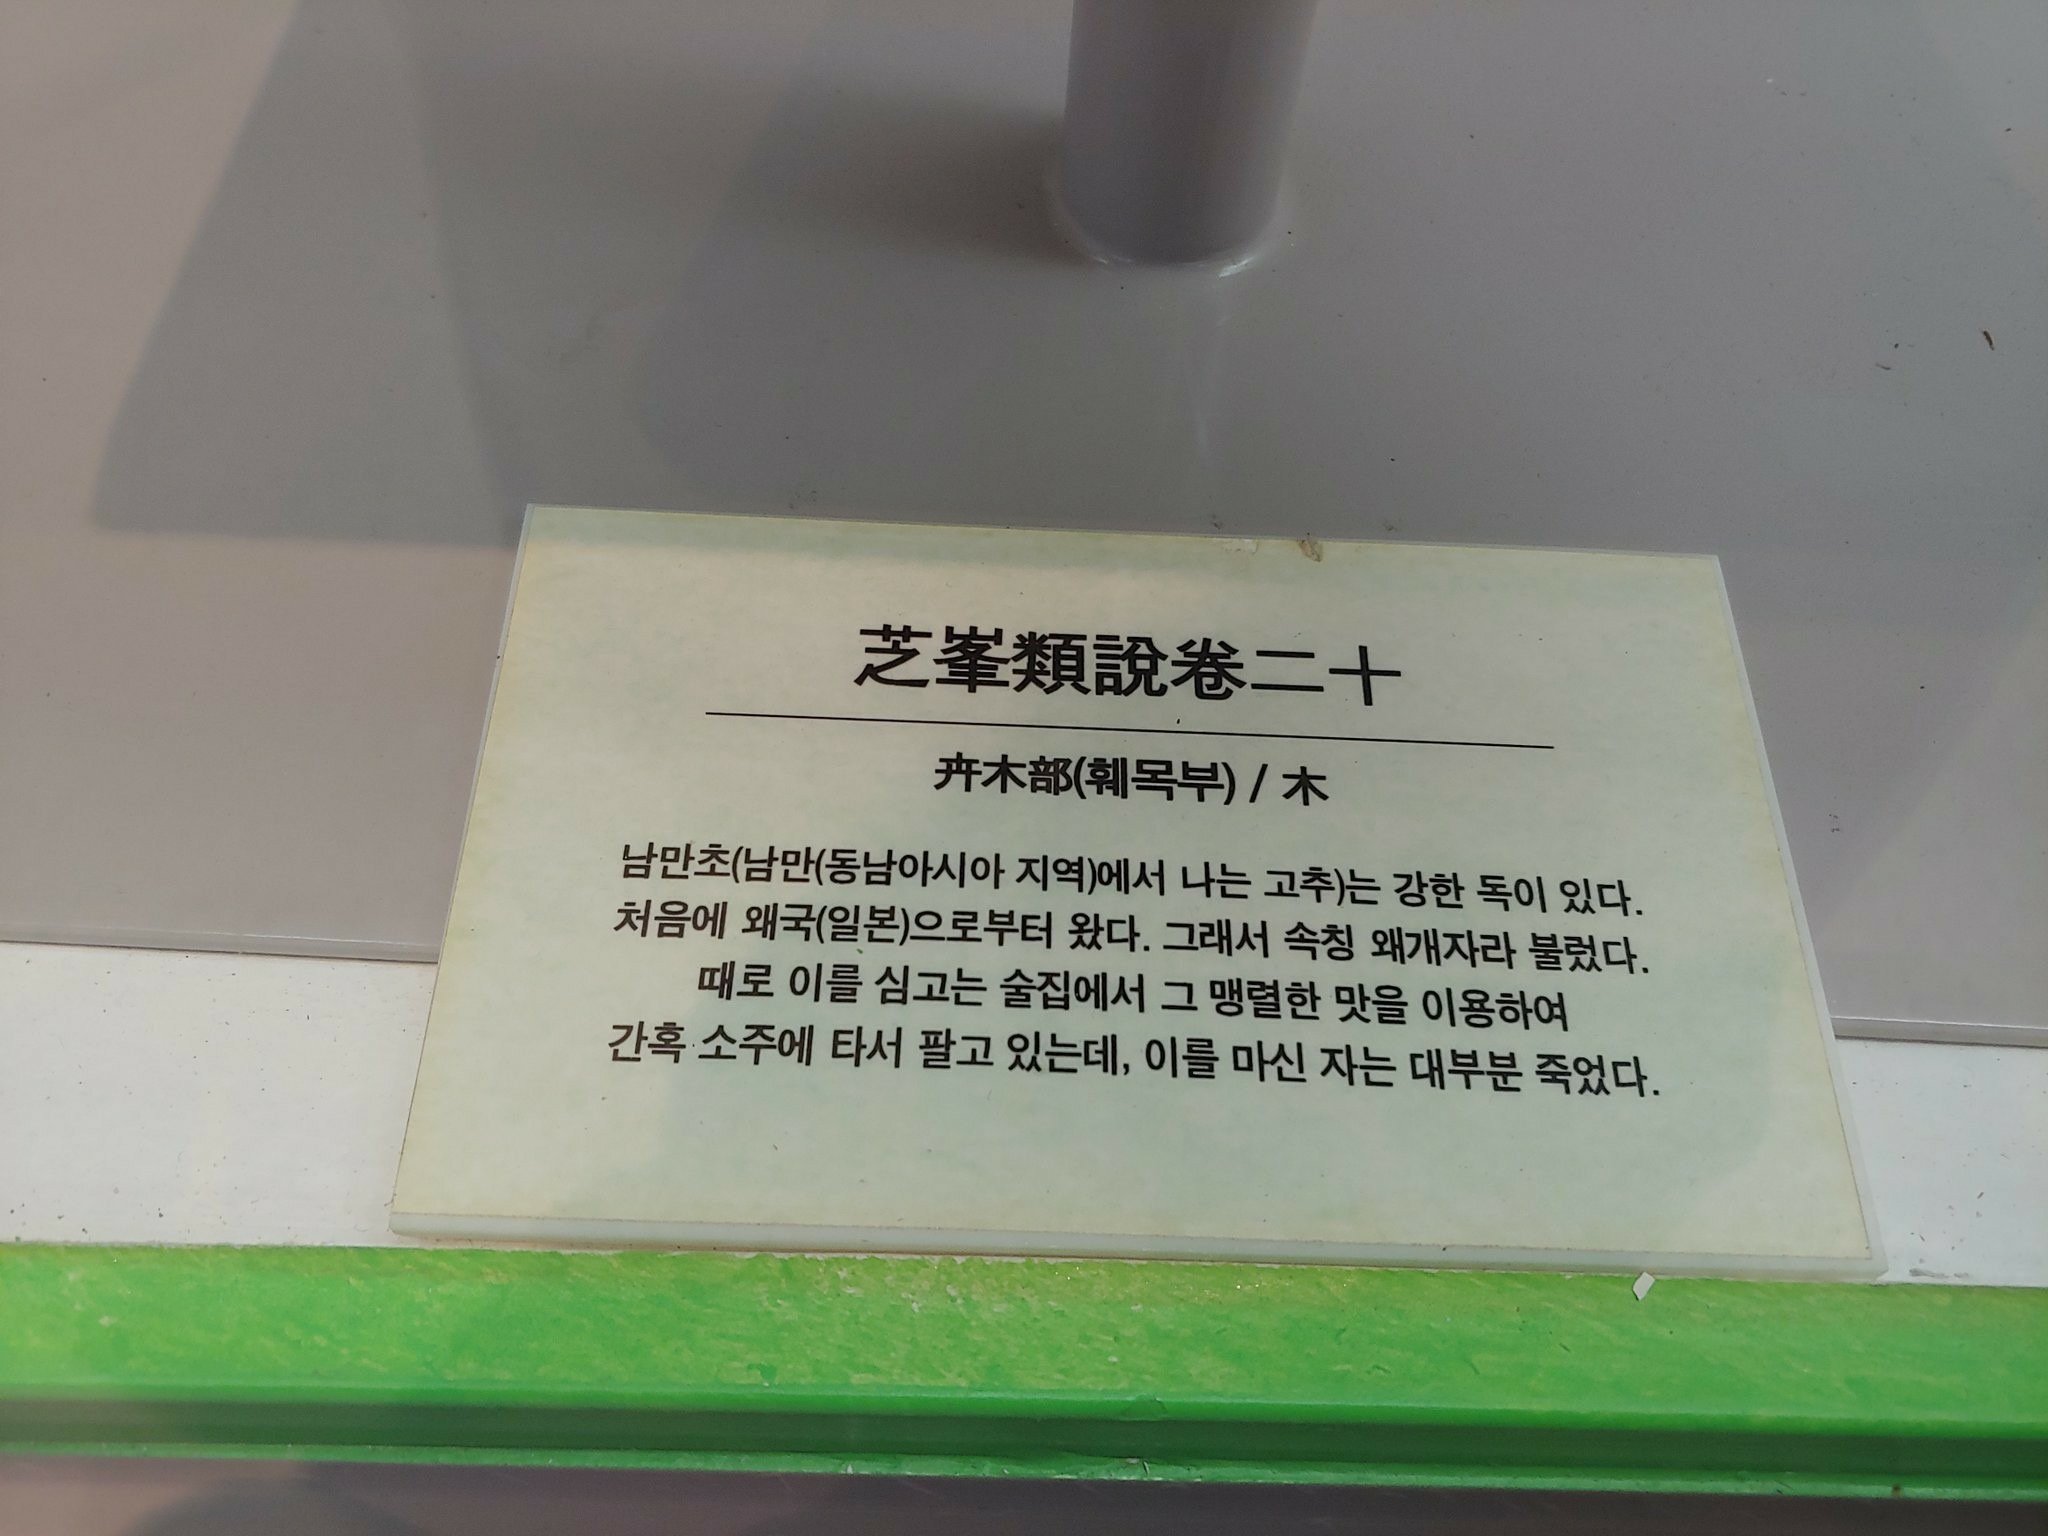 芝峯類說卷二十
卉木部(훼목부) / 木
남만초(남만(동남아시아 지역)에서 나는 고추)는 강한 독이 있다.
처음에 왜국(일본)으로부터 왔다. 그래서 속칭 왜개자라 불렀다.
때로 이를 심고는 술집에서 그 맹렬한 맛을 이용하여
간혹 소주에 타서 팔고 있는데, 이를 마신 자는 대부분 죽었다.